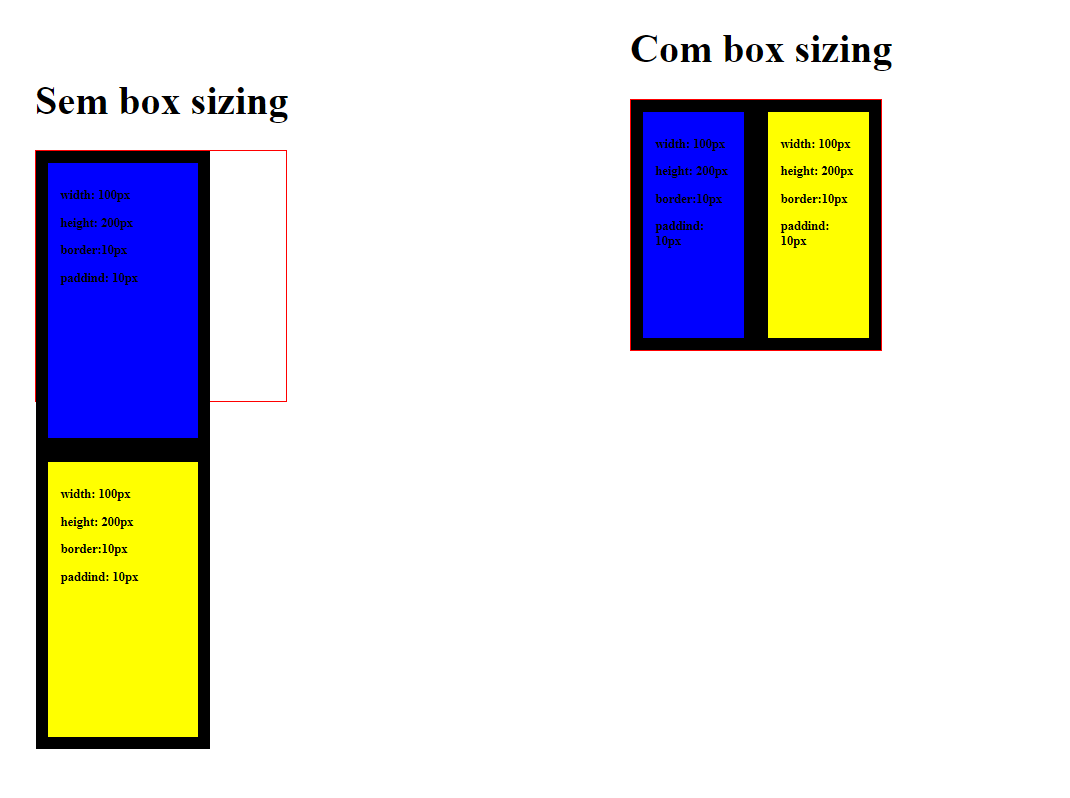 Sem box sizing
width: 100px
height: 200px
border:10px
paddind: 10px
width: 100px
height: 200px
border:10px
paddind: 10px
Com box sizing
width: 100px
height: 200px
border:10px
paddind:
10px
width: 100px
height: 200px
border:10px
paddind:
10px